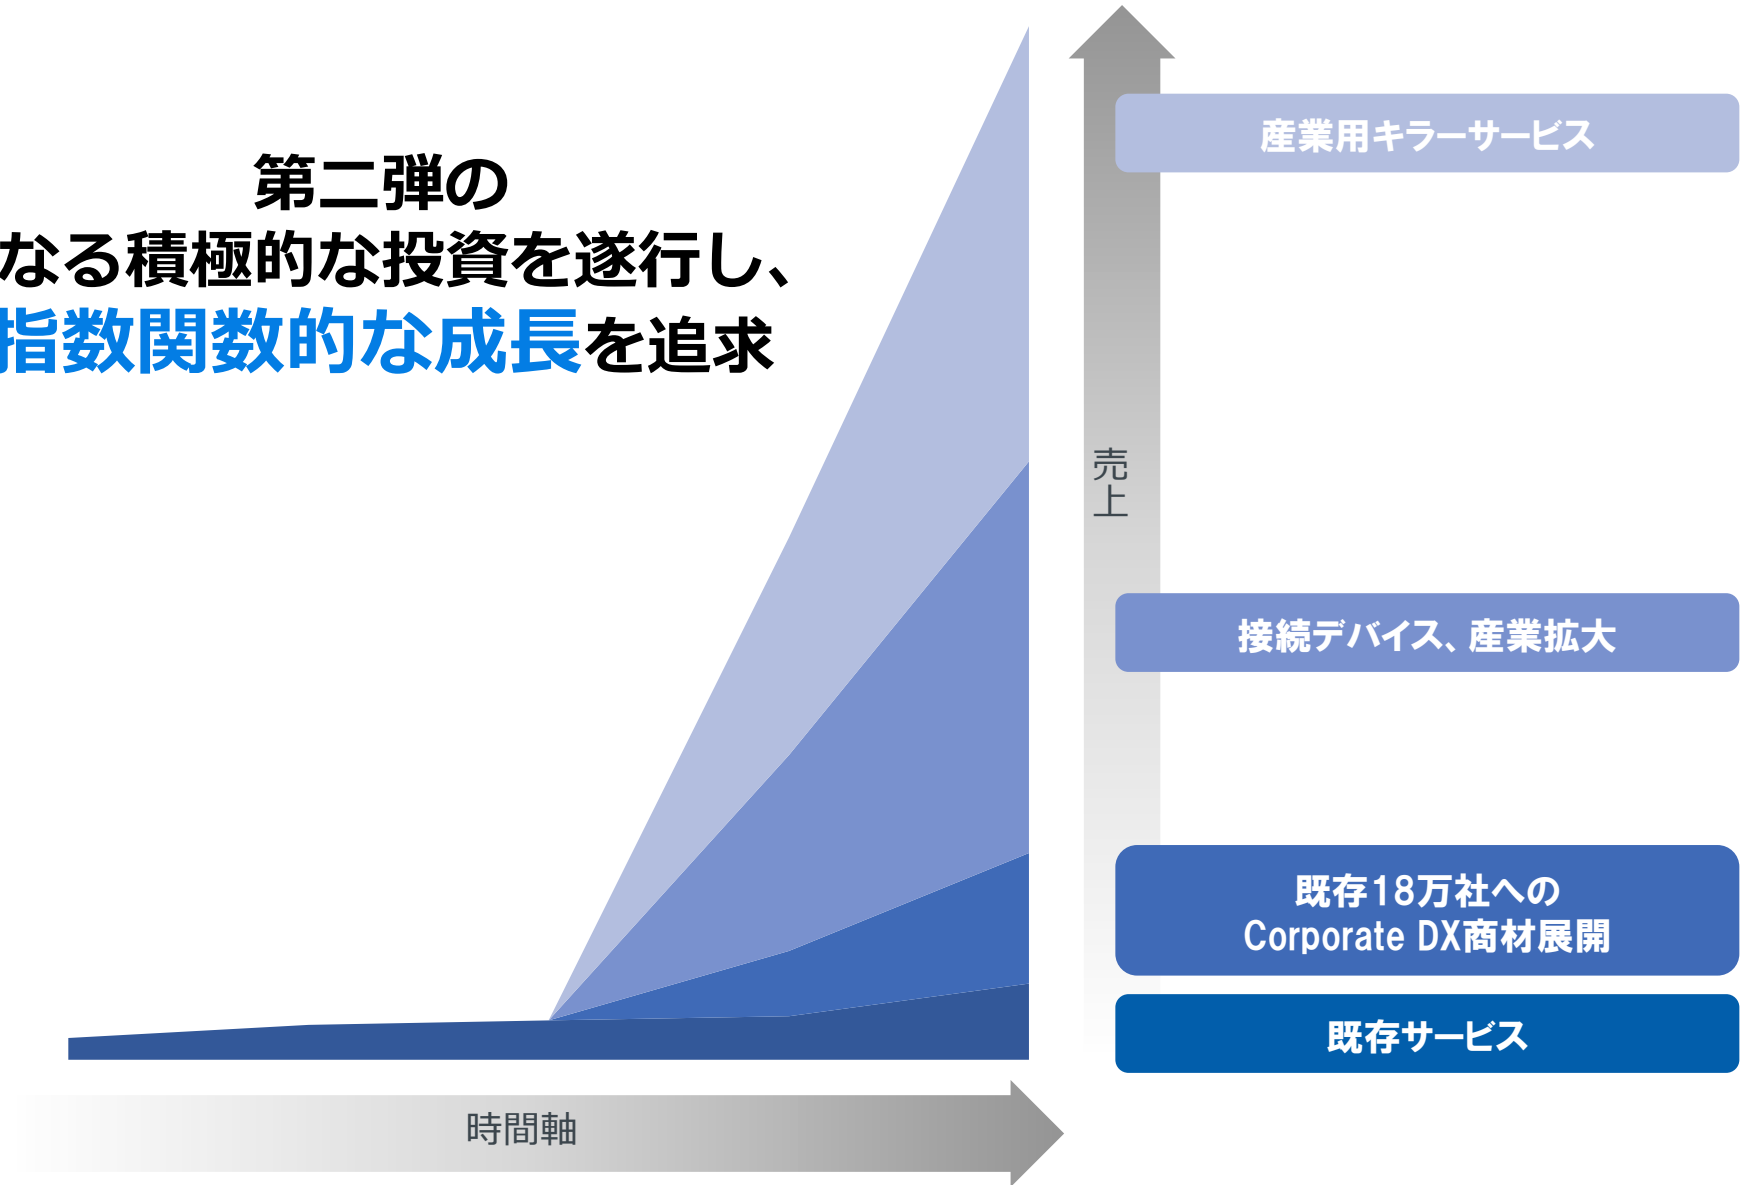 第二弾の
なる積極的な投資を遂行し、
指数関数的な成長を追求
産業用キラーサービス
売上
接続デバイス、産業拡大
既存18万社への
Corporate DX商材展開
既存サービス
時間軸